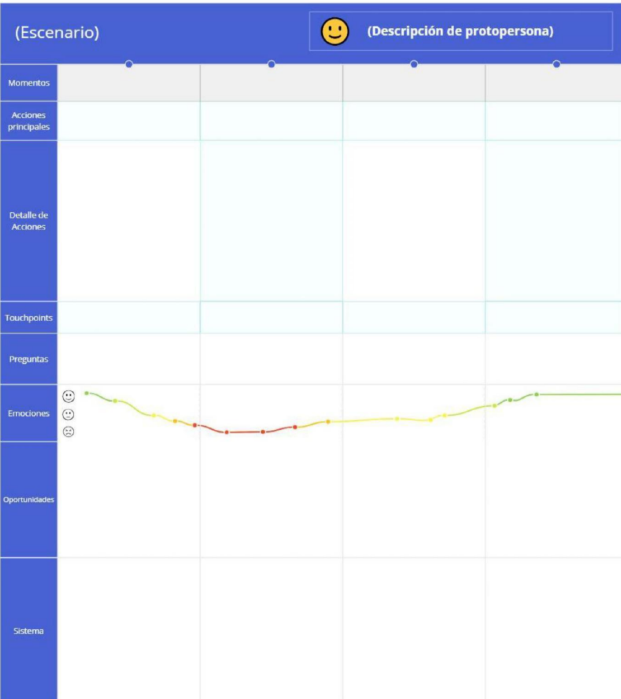 (Escenario)
(Descripción de protopersona)
Momentos
Acciones
principales
Detalle de
Acciones
Touchpoints
Preguntas
Emociones
Oportunidades
Sistema